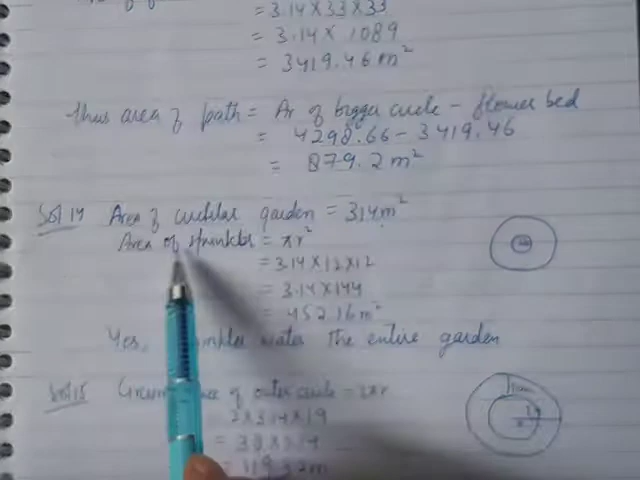 = 3.14 × 33 × 33
= 3.14 × 1089
= 3419.46 m²
Thus area of path = Ar of bigger circle - flower bed
= 4298.66 - 3419.46
= 879.2 m²
Sol 14 Area of circular garden = 314 m²
Area of sprinkler = πr²
= 3.14 × 12 × 12
= 3.14 × 144
= 452.16 m²
Yes, water the entire garden
Sol 15 of outer circle = 2πr
2 × 3.14 × 19
= 38 × 3.14